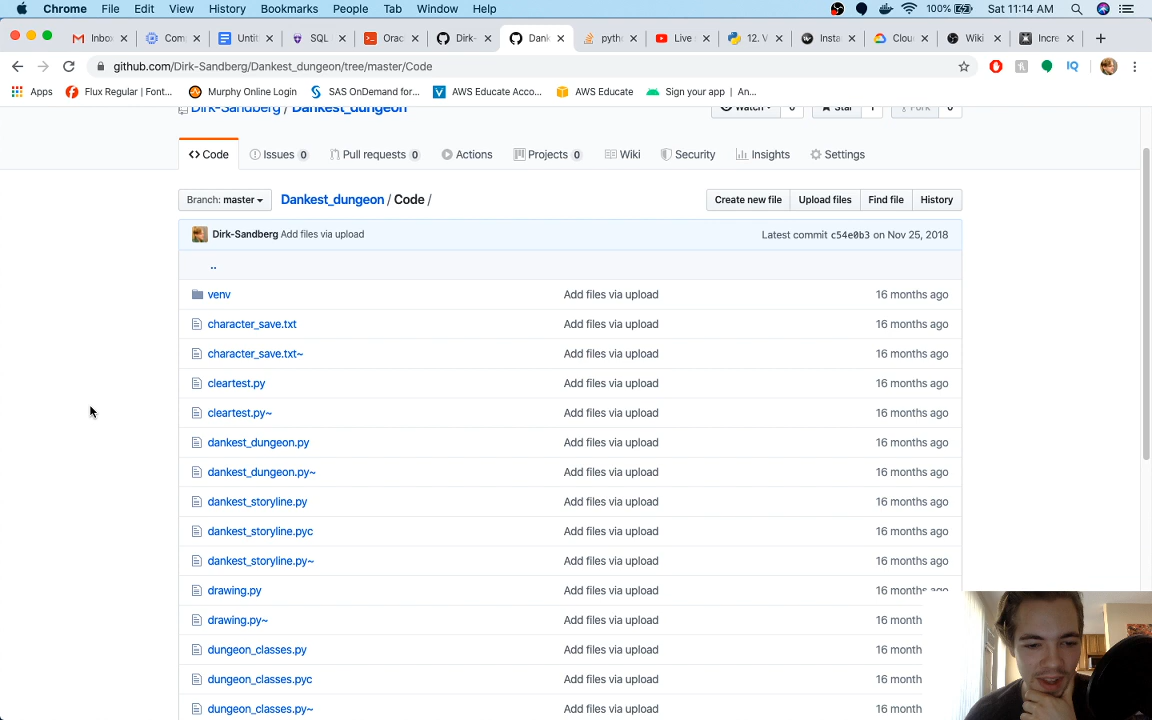 Chrome File Edit View History Bookmarks People Tab Window Help 100% Sat 11:14 AM
Inbo Com Untit SQL Orac Dirk- Dank pyth Live 12. V Insta Clou Wiki Incre
github.com/Dirk-Sandberg/Dankest_dungeon/tree/master/Code IQ
Apps Flux Regular | Font... Murphy Online Login SAS OnDemand for... AWS Educate Acco... AWS Educate Sign your app | An...
Dirk-Sandberg / Dankest_dungeon Watch 0 Star 1 Fork 0
Code Issues 0 Pull requests 0 Actions Projects 0 Wiki Security Insights Settings
Branch: master Dankest_dungeon / Code / Create new file Upload files Find file History
Dirk-Sandberg Add files via upload Latest commit c54e0b3 on Nov 25, 2018
..
venv Add files via upload 16 months ago
character_save.txt Add files via upload 16 months ago
character_save.txt~ Add files via upload 16 months ago
cleartest.py Add files via upload 16 months ago
cleartest.py~ Add files via upload 16 months ago
dankest_dungeon.py Add files via upload 16 months ago
dankest_dungeon.py~ Add files via upload 16 months ago
dankest_storyline.py Add files via upload 16 months ago
dankest_storyline.pyc Add files via upload 16 months ago
dankest_storyline.py~ Add files via upload 16 months ago
drawing.py Add files via upload 16 months ago
drawing.py~ Add files via upload 16 month
dungeon_classes.py Add files via upload 16 month
dungeon_classes.pyc Add files via upload 16 month
dungeon_classes.py~ Add files via upload 16 month